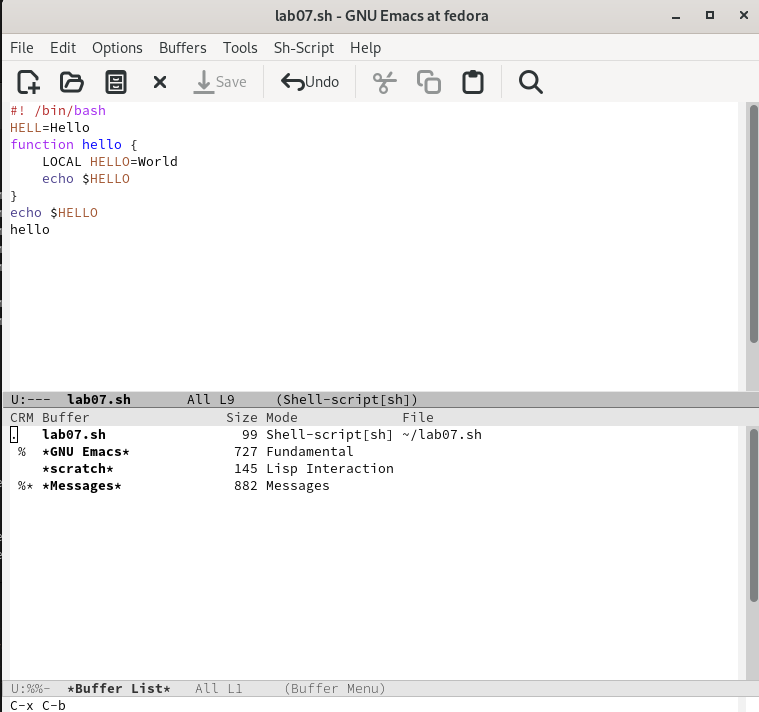 lab07.sh - GNU Emacs at fedora
File Edit Options Buffers Tools Sh-Script Help
Save Undo
#! /bin/bash
HELL=Hello
function hello {
    LOCAL HELLO=World
    echo $HELLO
}
echo $HELLO
hello
U:--- lab07.sh All L9 (Shell-script[sh])
CRM Buffer Size Mode File
. lab07.sh 99 Shell-script[sh] ~/lab07.sh
% *GNU Emacs* 727 Fundamental
*scratch* 145 Lisp Interaction
%* *Messages* 882 Messages
U:%%- *Buffer List* All L1 (Buffer Menu)
C-x C-b